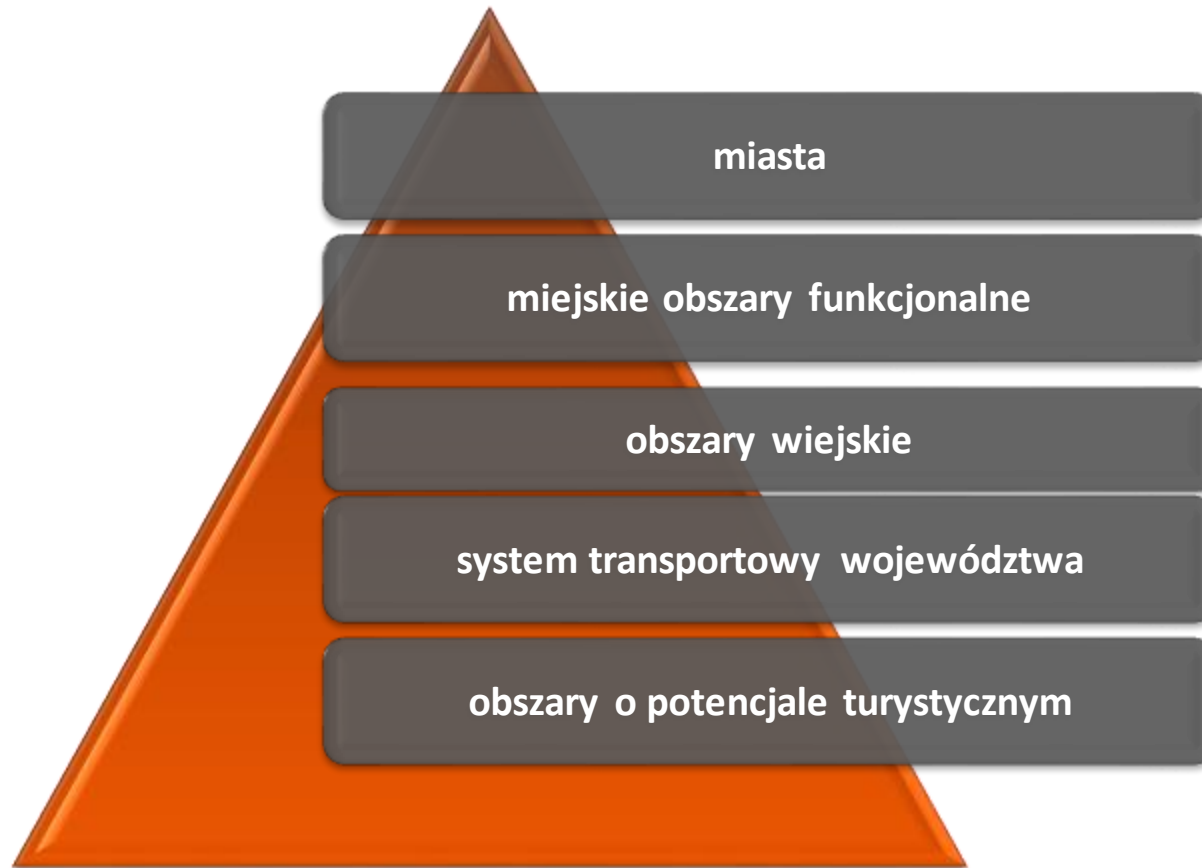 miasta
miejskie obszary funkcjonalne
obszary wiejskie
system transportowy województwa
obszary o potencjale turystycznym